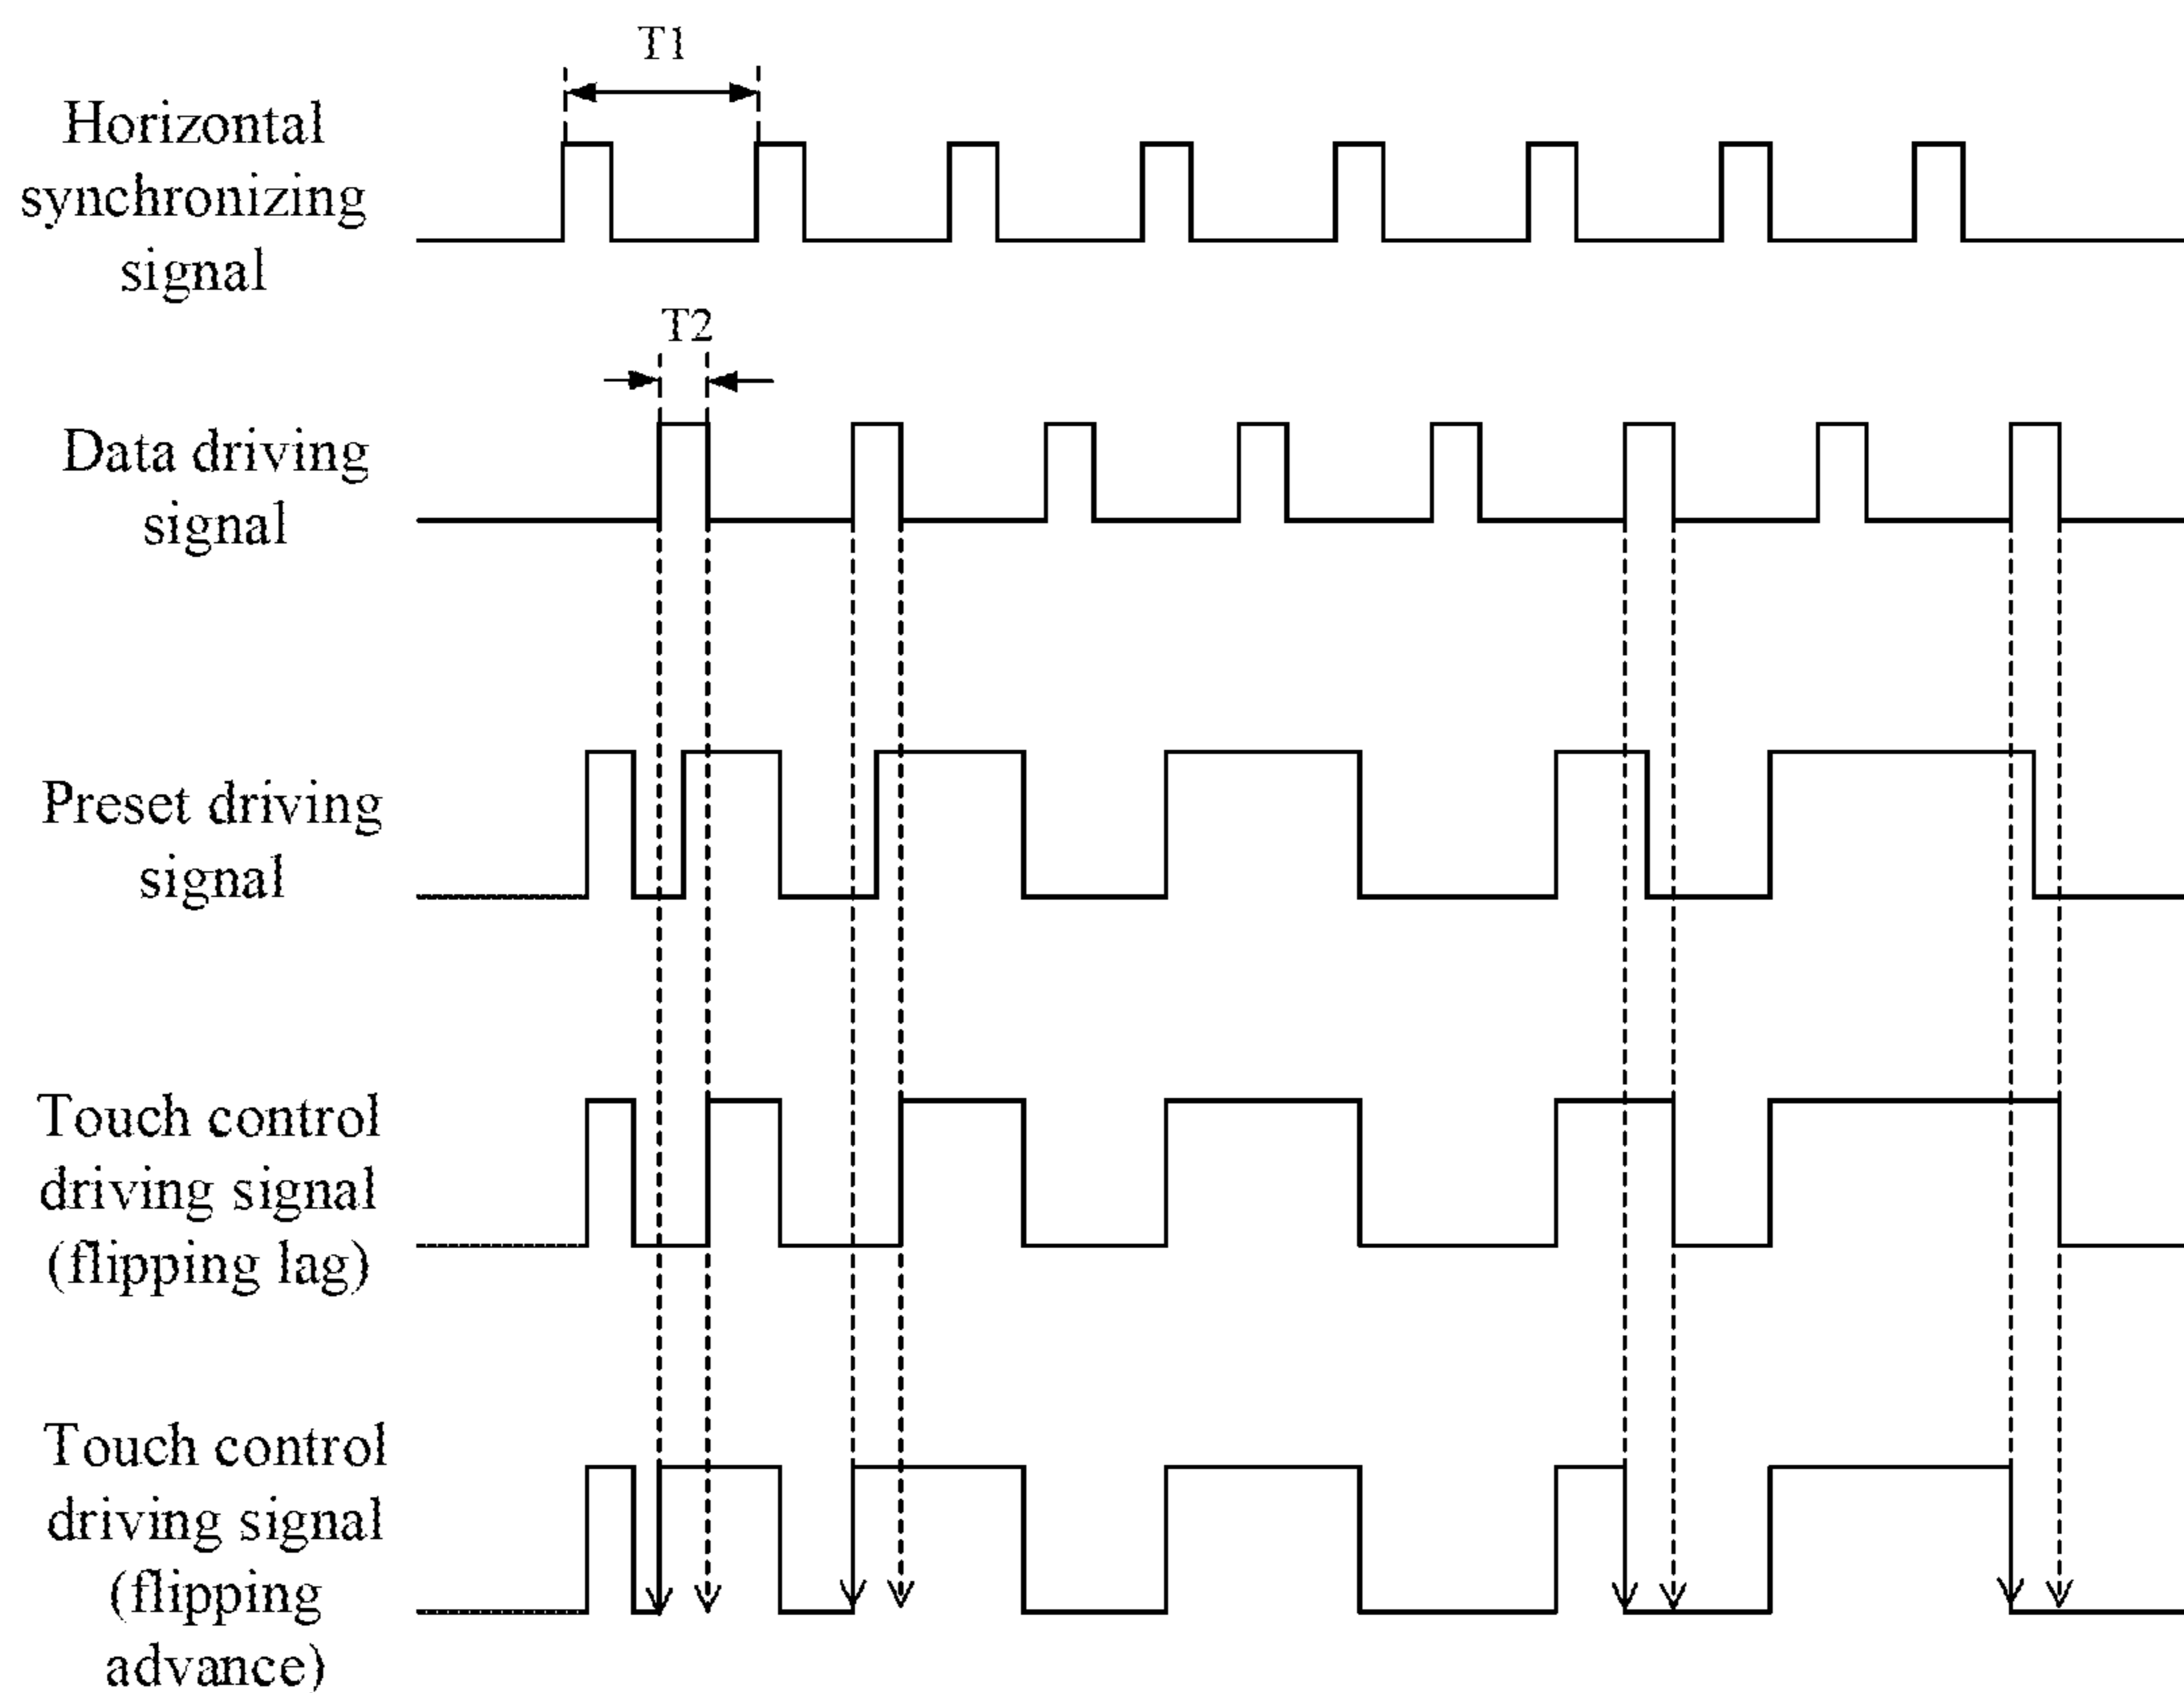 T1
Horizontal
synchronizing
signal
T2
Data driving
signal
Preset driving
signal
Touch control
driving signal
(flipping lag)
Touch control
driving signal
(flipping
advance)